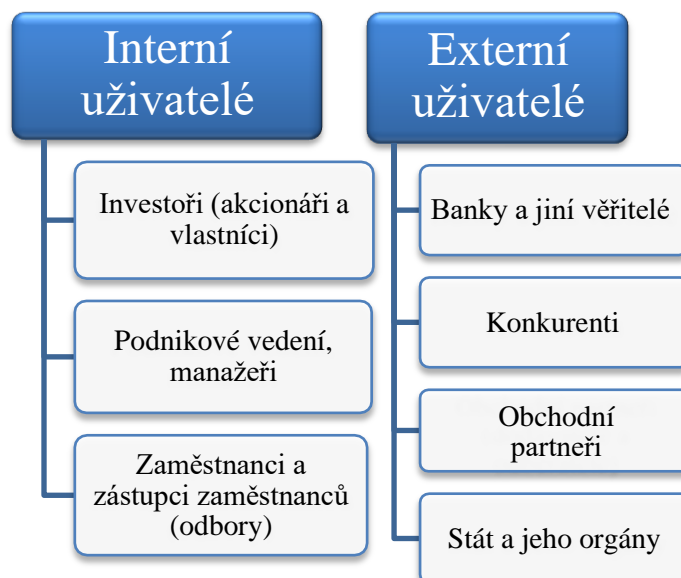 Interní
uživatelé
Investoři (akcionáři a
vlastníci)
Podnikové vedení,
manažeři
Zaměstnanci a
zástupci zaměstnanců
(odbory)
Externí
uživatelé
Banky a jiní věřitelé
Konkurenti
Obchodní
partneři
Stát a jeho orgány